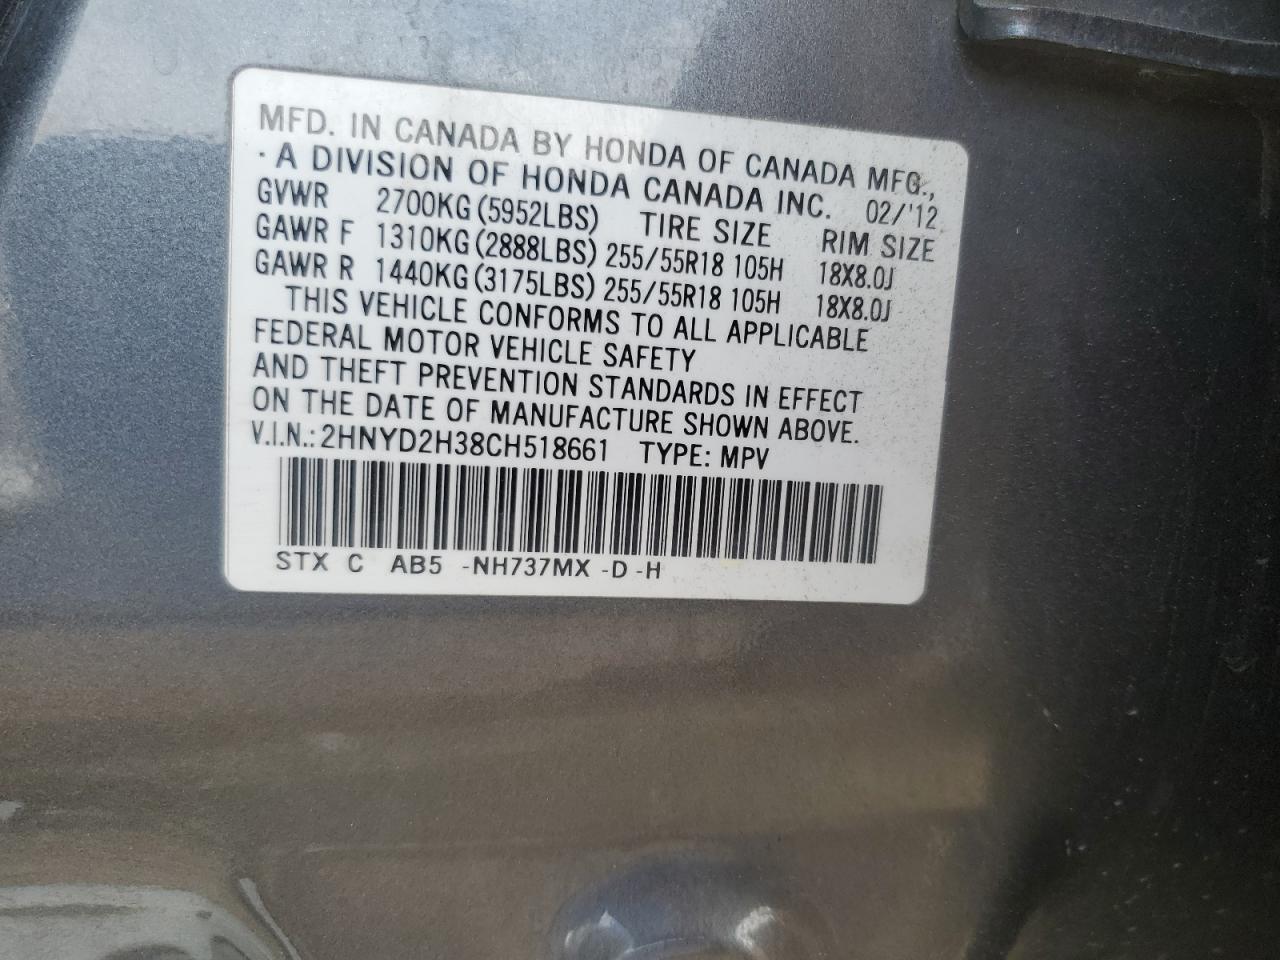 MFD. IN CANADA BY HONDA OF CANADA MFG.,
· A DIVISION OF HONDA CANADA INC. 02/'12
GVWR 2700KG (5952LBS) TIRE SIZE RIM SIZE
GAWR F 1310KG (2888LBS) 255/55R18 105H 18X8.0J
GAWR R 1440KG (3175LBS) 255/55R18 105H 18X8.0J
THIS VEHICLE CONFORMS TO ALL APPLICABLE
FEDERAL MOTOR VEHICLE SAFETY
AND THEFT PREVENTION STANDARDS IN EFFECT
ON THE DATE OF MANUFACTURE SHOWN ABOVE.
V.I.N.: 2HNYD2H38CH518661 TYPE: MPV
STX C AB5 -NH737MX -D -H